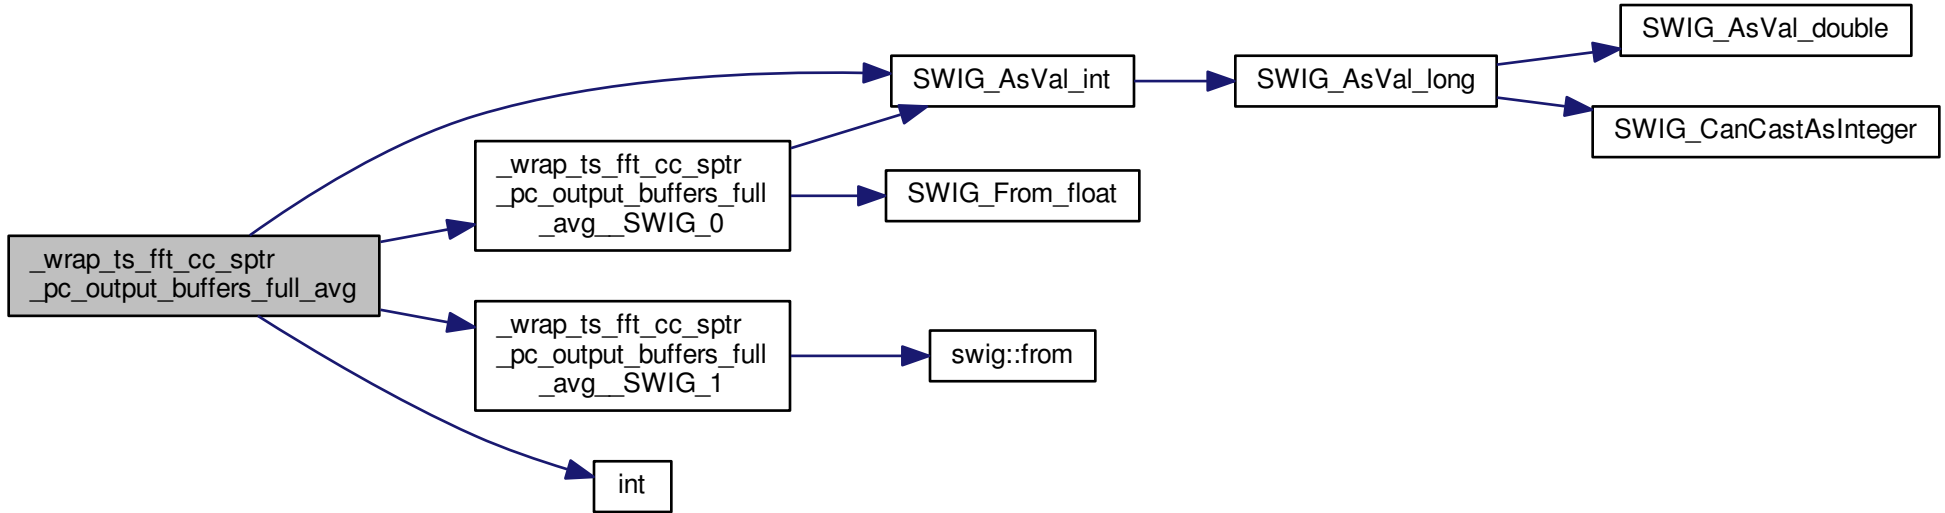 _wrap_ts_fft_cc_sptr
_pc_output_buffers_full_avg
_wrap_ts_fft_cc_sptr
_pc_output_buffers_full
_avg__SWIG_0
_wrap_ts_fft_cc_sptr
_pc_output_buffers_full
_avg__SWIG_1
int
SWIG_AsVal_int
SWIG_From_float
swig::from
SWIG_AsVal_long
SWIG_AsVal_double
SWIG_CanCastAsInteger